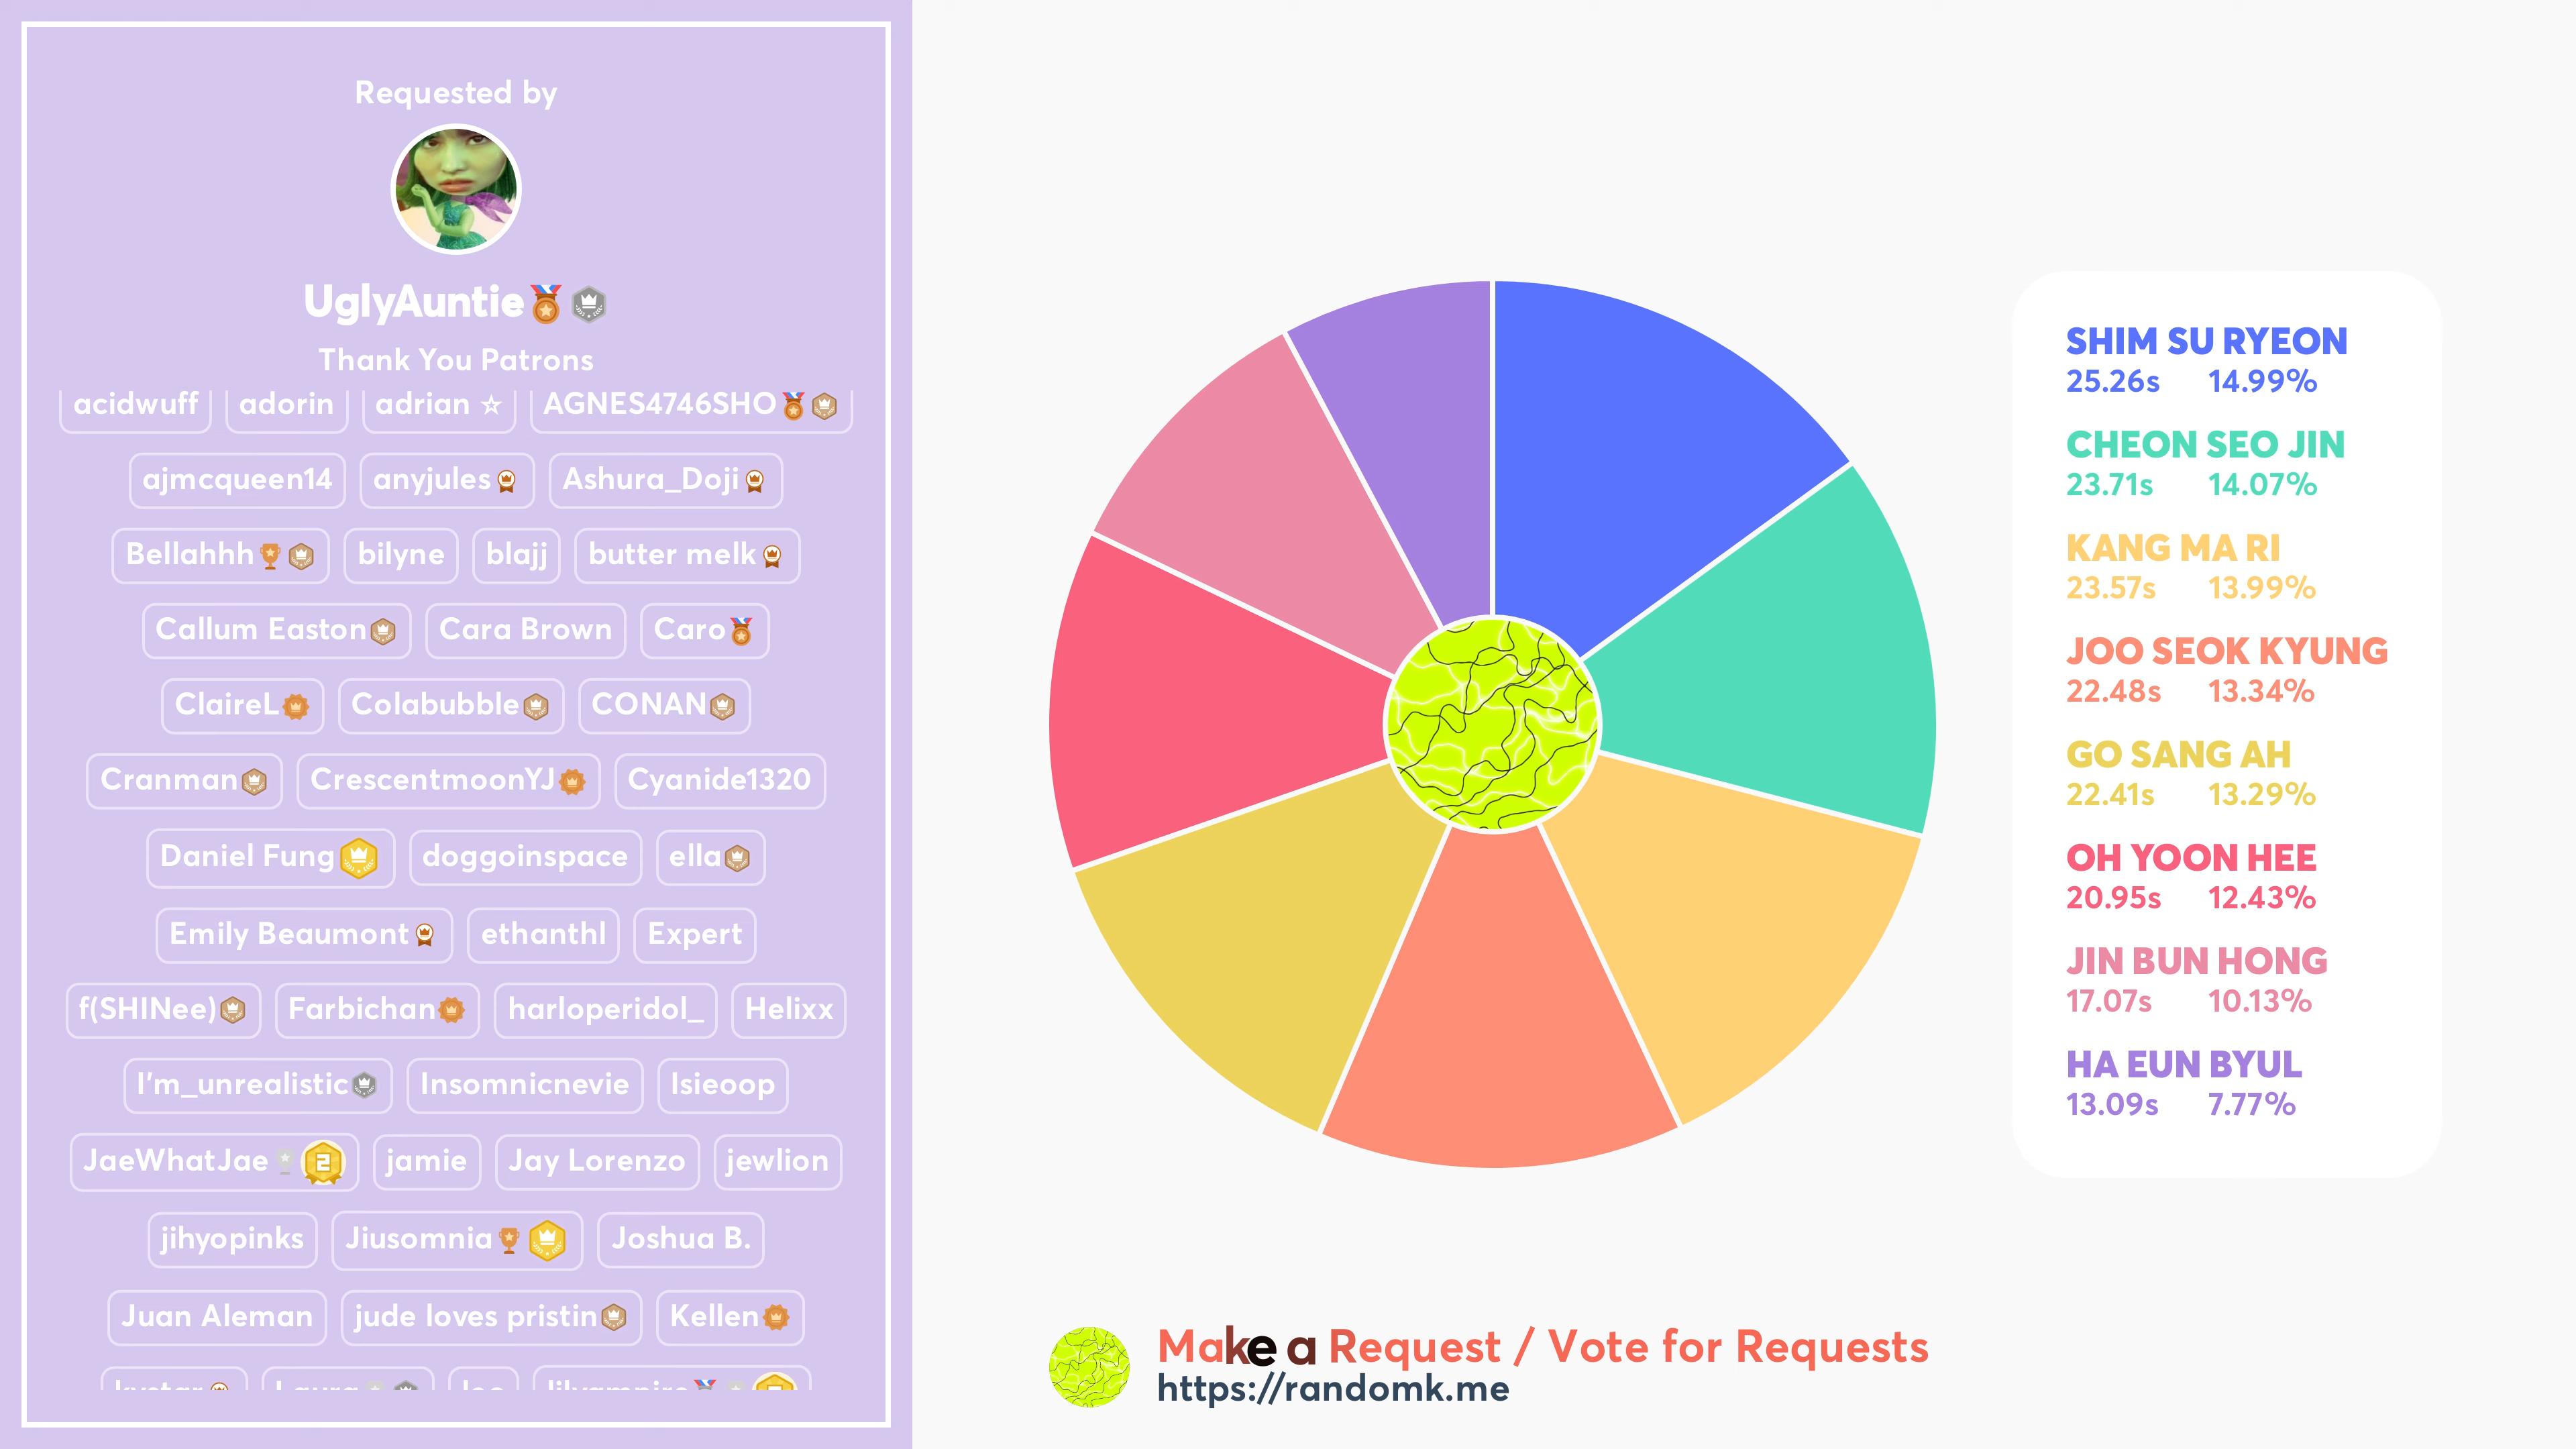 Requested by
UglyAuntie
Thank You Patrons
acidwuff adorin adrian ☆ AGNES4746SHO
ajmcqueen14 anyjules Ashura_Doji
Bellahhh bilyne blajj butter melk
Callum Easton Cara Brown Caro
ClaireL Colabubble CONAN
Cranman CrescentmoonYJ Cyanide1320
Daniel Fung doggoinspace ella
Emily Beaumont ethanthl Expert
f(SHINee) Farbichan harloperidol_ Helixx
I'm_unrealistic Insomnicnevie Isieoop
JaeWhatJae 2 jamie Jay Lorenzo jewlion
jihyopinks Jiusomnia Joshua B.
Juan Aleman jude loves pristin Kellen
SHIM SU RYEON
25.26s 14.99%
CHEON SEO JIN
23.71s 14.07%
KANG MA RI
23.57s 13.99%
JOO SEOK KYUNG
22.48s 13.34%
GO SANG AH
22.41s 13.29%
OH YOON HEE
20.95s 12.43%
JIN BUN HONG
17.07s 10.13%
HA EUN BYUL
13.09s 7.77%
Make a Request / Vote for Requests
https://randomk.me